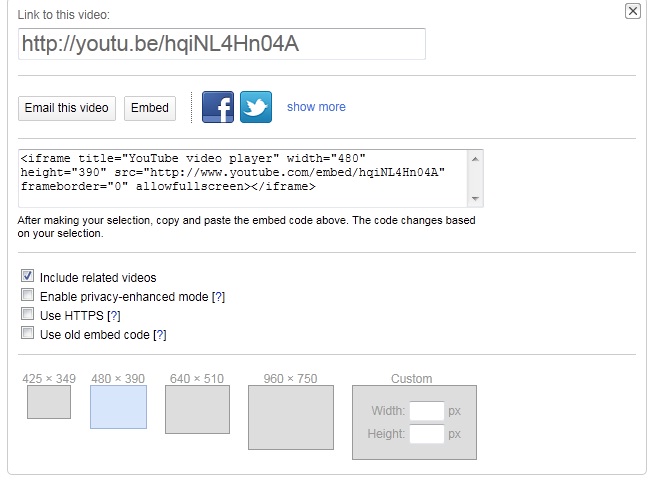 Link to this video:
http://youtu.be/hqiNL4Hn04A
Email this video Embed show more
<iframe title="YouTube video player" width="480"
height="390" src="http://www.youtube.com/embed/hqiNL4Hn04A"
frameborder="0" allowfullscreen></iframe>
After making your selection, copy and paste the embed code above. The code changes based
on your selection.
Include related videos
Enable privacy-enhanced mode [?]
Use HTTPS [?]
Use old embed code [?]
425 × 349 480 × 390 640 × 510 960 × 750 Custom
Width: px
Height: px